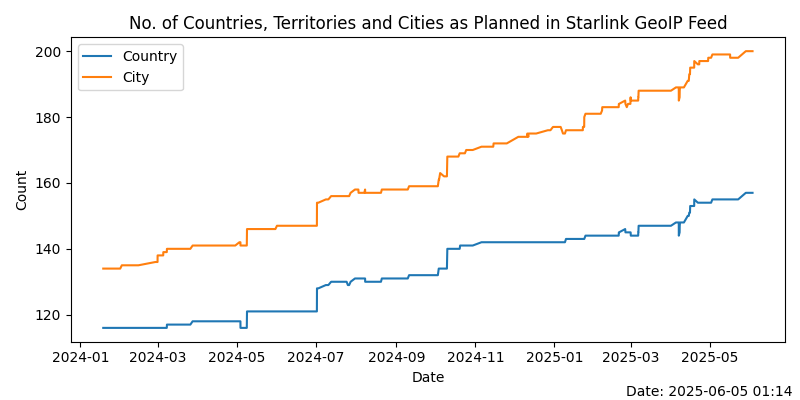 No. of Countries, Territories and Cities as Planned in Starlink GeoIP Feed
Country
City
200
180
160
140
120
Count
2024-01 2024-03 2024-05 2024-07 2024-09 2024-11 2025-01 2025-03 2025-05
Date
Date: 2025-06-05 01:14